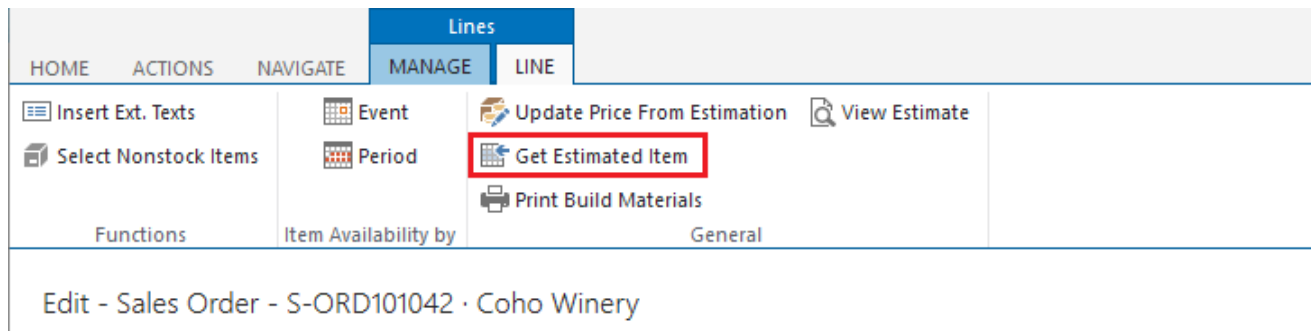 Lines
HOME ACTIONS NAVIGATE MANAGE LINE
Insert Ext. Texts Event Update Price From Estimation View Estimate
Select Nonstock Items Period Get Estimated Item
Print Build Materials
Functions Item Availability by General
Edit - Sales Order - S-ORD101042 · Coho Winery